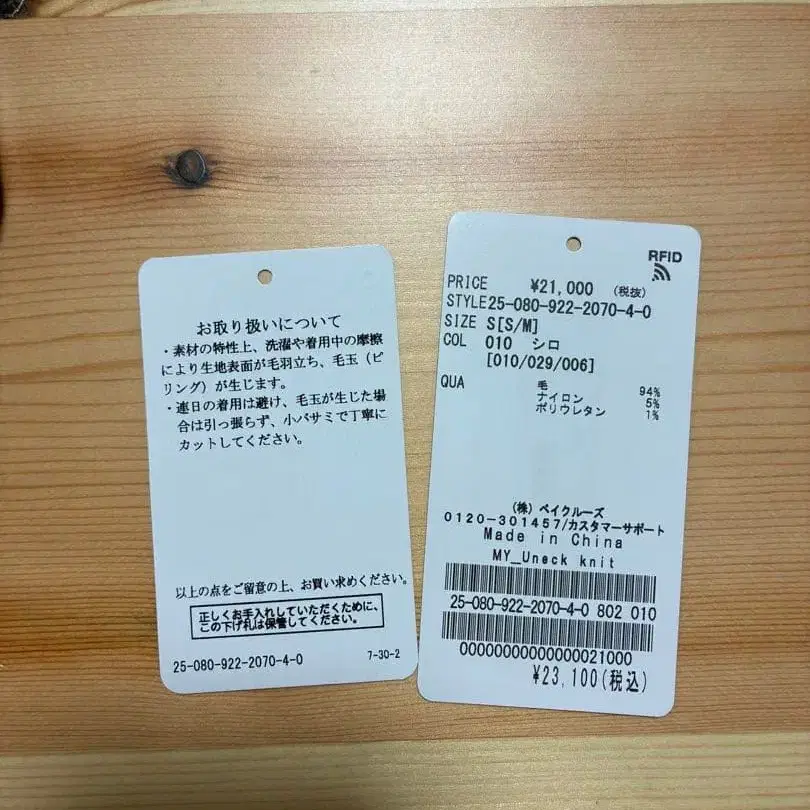 お取り扱いについて
・素材の特性上、洗濯や着用中の摩擦
により生地表面が毛羽立ち、毛玉（ピ
リング）が生じます。
・連日の着用は避け、毛玉が生じた場
合は引っ張らず、小バサミで丁寧に
カットしてください。
以上の点をご留意の上、お買い求めください。
正しくお手入れしていただくために、
この下げ札は保管してください。
25-080-922-2070-4-0 7-30-2
RFID
PRICE ¥21,000 (税抜)
STYLE25-080-922-2070-4-0
SIZE S[S/M]
COL 010 シロ
[010/029/006]
QUA 毛 94%
ナイロン 5%
ポリウレタン 1%
(株) ベイクルーズ
0120-301457/カスタマーサポート
Made in China
MY_Uneck knit
25-080-922-2070-4-0 802 010
00000000000000021000
¥23,100(税込)